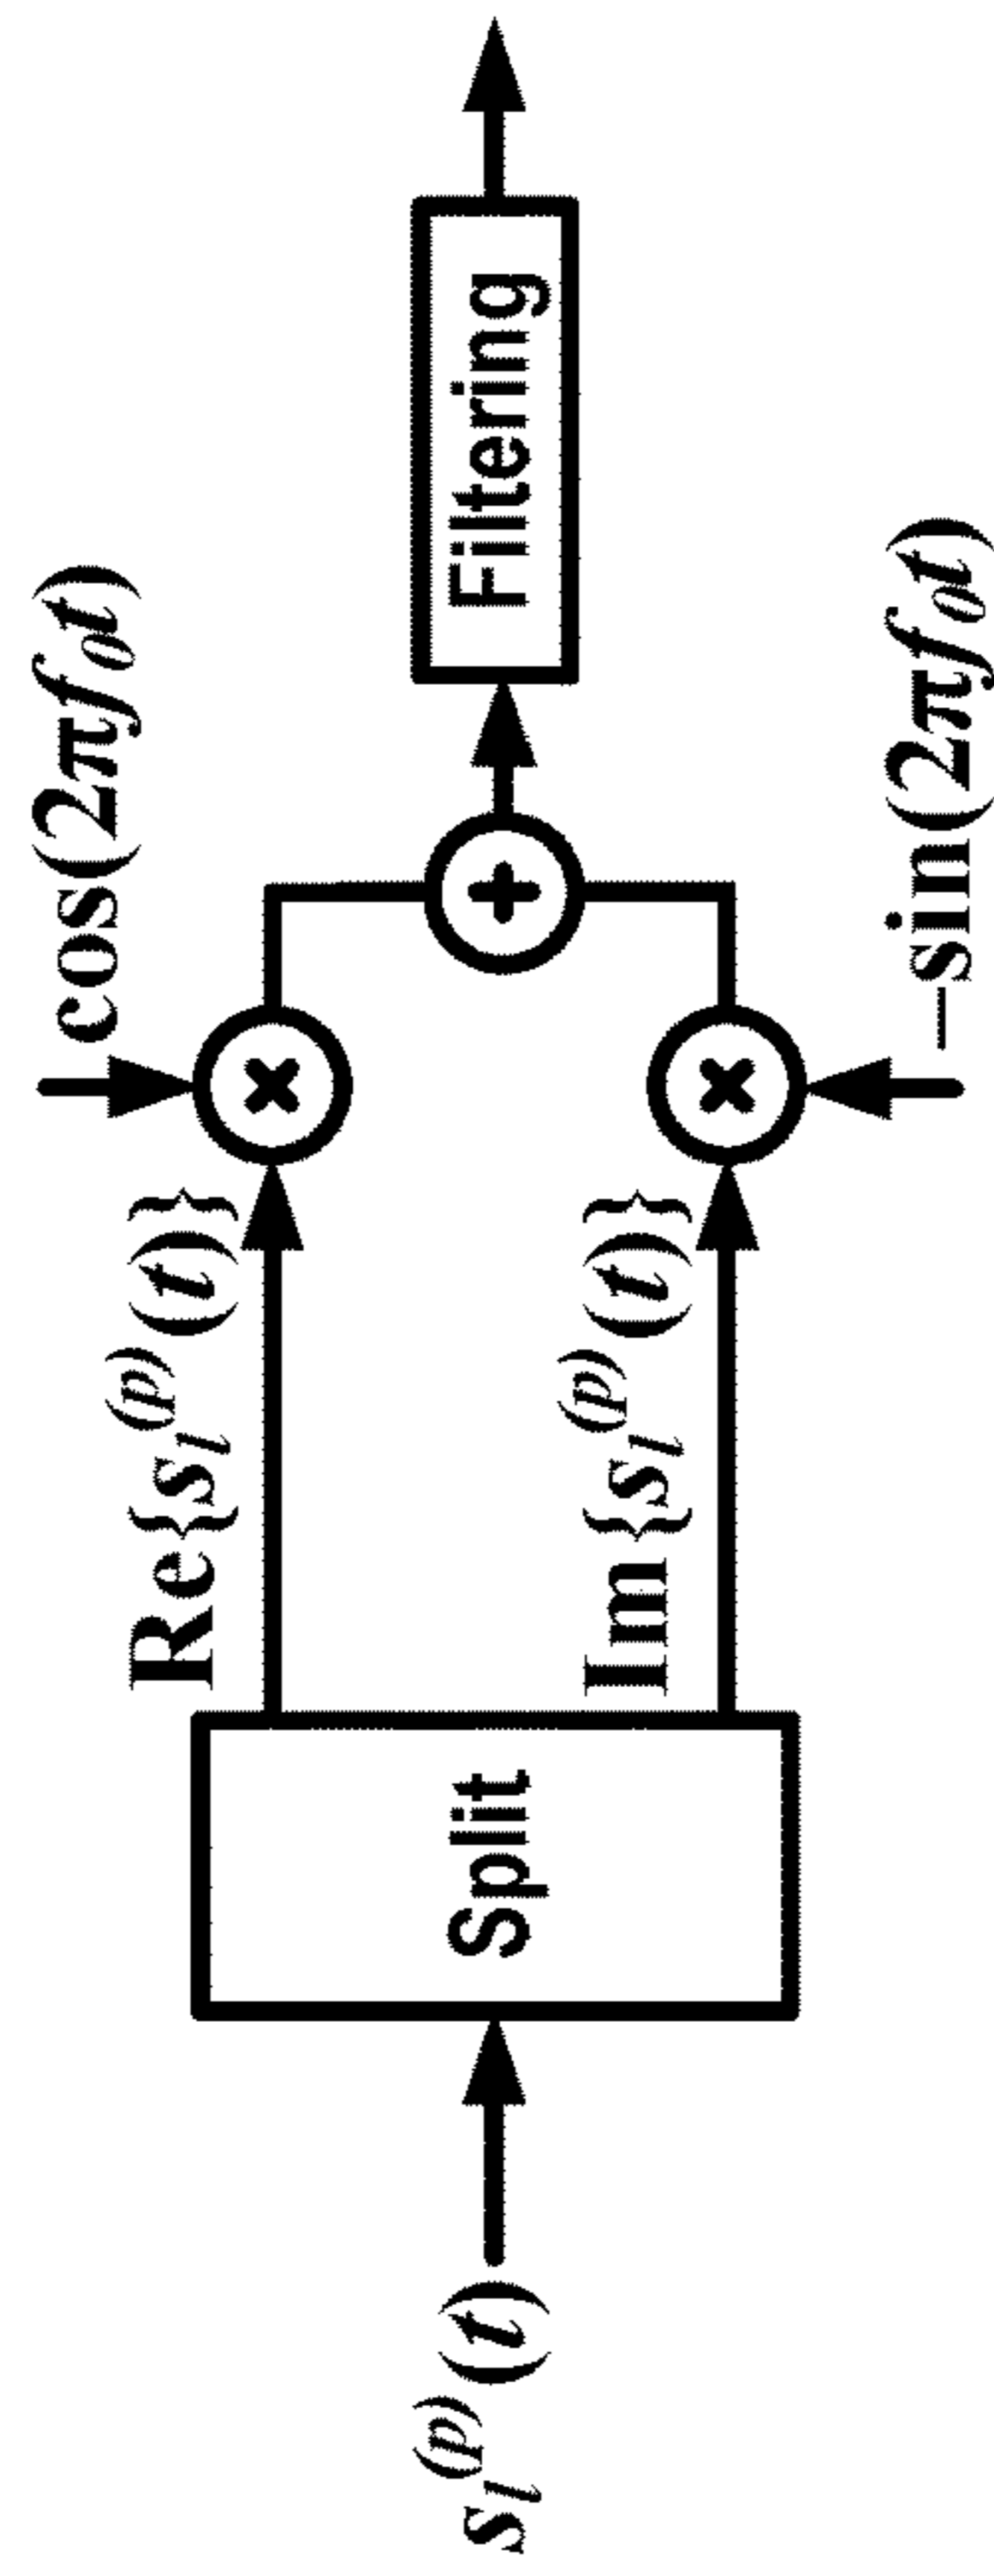 s_l^(p)(t)
Split
Re{s_l^(p)(t)}
Im{s_l^(p)(t)}
cos(2πf_0t)
–sin(2πf_0t)
+
Filtering